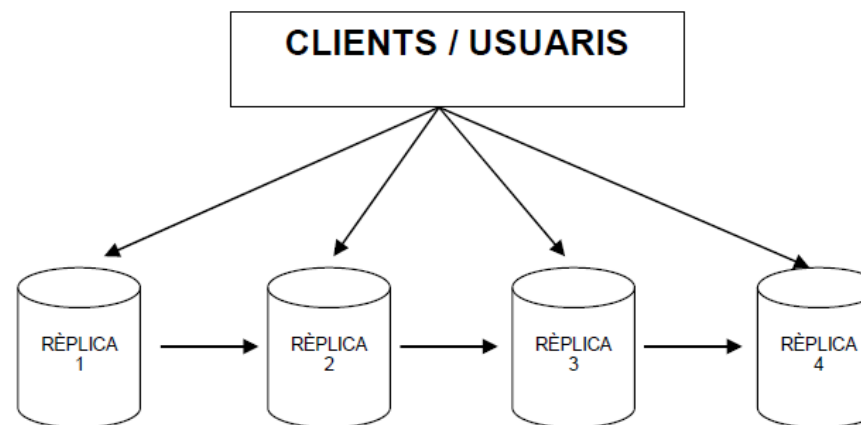 CLIENTS / USUARIS
RÈPLICA
1
RÈPLICA
2
RÈPLICA
3
RÈPLICA
4